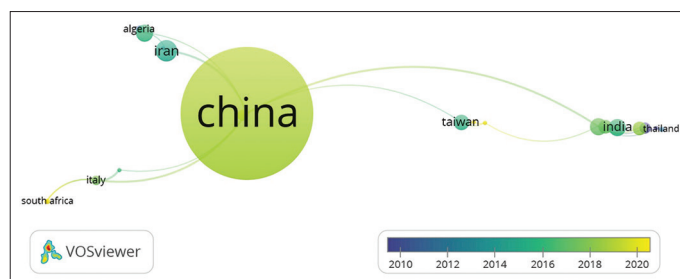 algeria
iran
china
taiwan
india
thailand
italy
south africa
VOSviewer
2010 2012 2014 2016 2018 2020